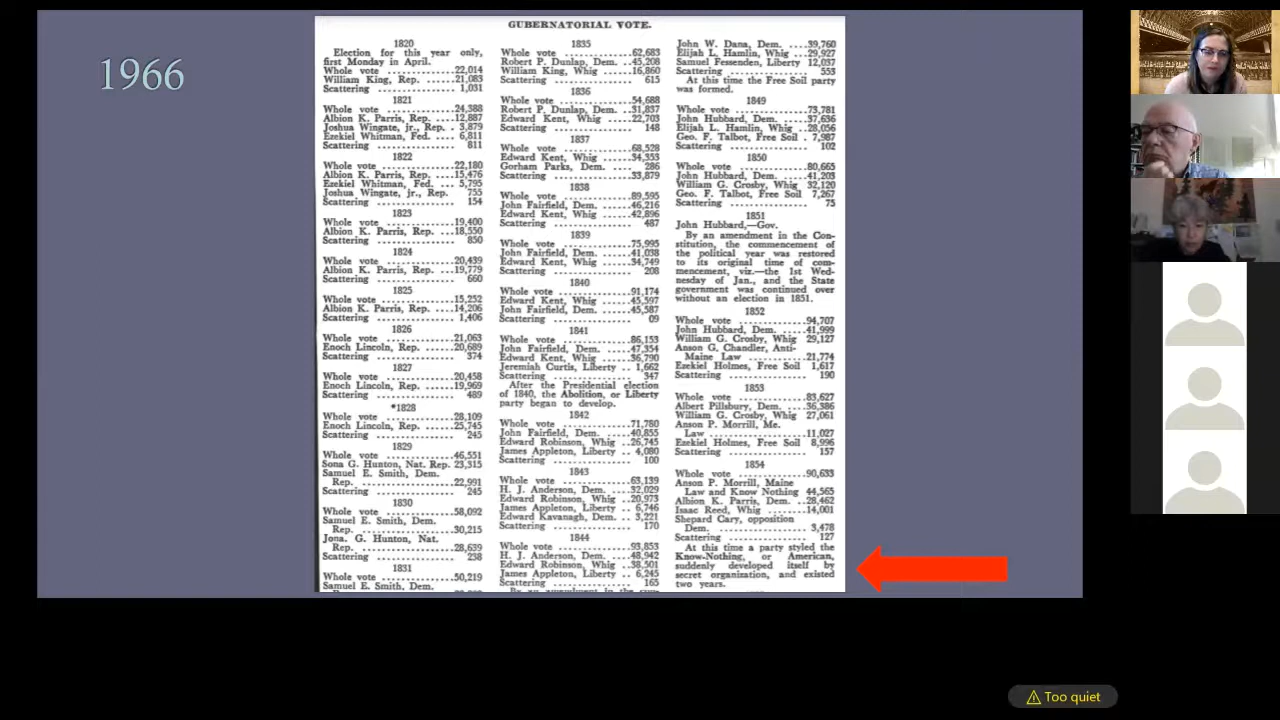 1966
GUBERNATORIAL VOTE.
1820
Election for this year only,
first Monday in April.
Whole vote .........22,014
William King, Rep. ......21,083
Scattering .............. 1,031
1821
Whole vote ..............24,388
Albion K. Parris, Rep. ...12,887
Joshua Wingate, jr., Rep. . 3,879
Ezekiel Whitman, Fed. .... 6,811
Scattering .............. 811
1822
Whole vote ..............22,180
Albion K. Parris, Rep. ...15,476
Ezekiel Whitman, Fed. .... 5,795
Joshua Wingate, jr., Rep. 755
Scattering .............. 154
1823
Whole vote ..............19,400
Albion K. Parris, Rep. ...18,550
Scattering .............. 850
1824
Whole vote ..............20,439
Albion K. Parris, Rep. ...19,779
Scattering .............. 660
1825
Whole vote ..............15,252
Albion K. Parris, Rep. ...14,206
Scattering .............. 1,406
1826
Whole vote ..............21,063
Enoch Lincoln, Rep. ......20,689
Scattering .............. 374
1827
Whole vote ..............20,458
Enoch Lincoln, Rep. ......19,969
Scattering .............. 489
*1828
Whole vote ..............28,109
Enoch Lincoln, Rep. ......25,745
Scattering .............. 245
1829
Whole vote ..............46,551
Sona G. Hunton, Nat. Rep. 23,315
Samuel E. Smith, Dem.
Rep. ..................22,991
Scattering .............. 245
1830
Whole vote ..............58,092
Samuel E. Smith, Dem.
Rep. ..................30,215
Jona. G. Hunton, Nat.
Rep. ..................28,639
Scattering .............. 238
1831
Whole vote ..............50,219
Samuel E. Smith, Dem.
1835
Whole vote ..............62,683
Robert P. Dunlap, Dem. ..45,208
William King, Whig ......16,860
Scattering .............. 615
1836
Whole vote ..............54,688
Robert P. Dunlap, Dem. ..31,837
Edward Kent, Whig .......22,703
Scattering .............. 148
1837
Whole vote ..............68,528
Edward Kent, Whig .......34,353
Gorham Parks, Dem. ...... 286
Scattering ..............33,879
1838
Whole vote ..............89,595
John Fairfield, Dem. ....46,216
Edward Kent, Whig .......42,896
Scattering .............. 487
1839
Whole vote ..............75,995
John Fairfield, Dem. ....41,038
Edward Kent, Whig .......34,749
Scattering .............. 208
1840
Whole vote ..............91,174
Edward Kent, Whig .......45,597
John Fairfield, Dem. ....45,587
Scattering .............. 09
1841
Whole vote ..............86,153
John Fairfield, Dem. ....47,354
Edward Kent, Whig .......36,790
Jeremiah Curtis, Liberty .. 1,662
Scattering .............. 347
After the Presidential election
of 1840, the Abolition, or Liberty
party began to develop.
1842
Whole vote ..............71,780
John Fairfield, Dem. ....40,855
Edward Robinson, Whig ..26,745
James Appleton, Liberty .. 4,080
Scattering .............. 100
1843
Whole vote ..............63,139
H. J. Anderson, Dem. ....32,029
Edward Robinson, Whig ..20,973
James Appleton, Liberty .. 6,746
Edward Kavanagh, Dem. .. 3,221
Scattering .............. 170
1844
Whole vote ..............93,853
H. J. Anderson, Dem. ....48,942
Edward Robinson, Whig ..38,501
James Appleton, Liberty .. 6,245
Scattering .............. 165
John W. Dana, Dem. ....39,760
Elijah L. Hamlin, Whig ...29,927
Samuel Fessenden, Liberty 12,037
Scattering .............. 553
At this time the Free Soil party
was formed.
1849
Whole vote ..............73,781
John Hubbard, Dem. ......37,636
Elijah L. Hamlin, Whig ...28,056
Geo. F. Talbot, Free Soil . 7,987
Scattering .............. 102
1850
Whole vote ..............80,665
John Hubbard, Dem. ......41,203
William G. Crosby, Whig 32,120
Geo. F. Talbot, Free Soil 7,267
Scattering .............. 75
1851
John Hubbard,—Gov.
By an amendment in the Con-
stitution, the commencement of
the political year was restored
to its original time of com-
mencement, viz.—the 1st Wed-
nesday of Jan., and the State
government was continued over
without an election in 1851.
1852
Whole vote ..............94,707
John Hubbard, Dem. ......41,999
William G. Crosby, Whig 29,127
Anson G. Chandler, Anti-
Maine Law .............21,774
Ezekiel Holmes, Free Soil 1,617
Scattering .............. 190
1853
Whole vote ..............83,627
Albert Pillsbury, Dem. ...36,386
William G. Crosby, Whig 27,061
Anson P. Morrill, Me.
Law ...................11,027
Ezekiel Holmes, Free Soil 8,996
Scattering .............. 157
1854
Whole vote ..............90,633
Anson P. Morrill, Maine
Law and Know Nothing 44,565
Albion K. Parris, Dem. ..28,462
Isaac Reed, Whig ........14,001
Shepard Cary, opposition
Dem. .................. 3,478
Scattering .............. 127
At this time a party styled the
Know-Nothing, or American,
suddenly developed itself by
secret organization, and existed
two years.
Too quiet